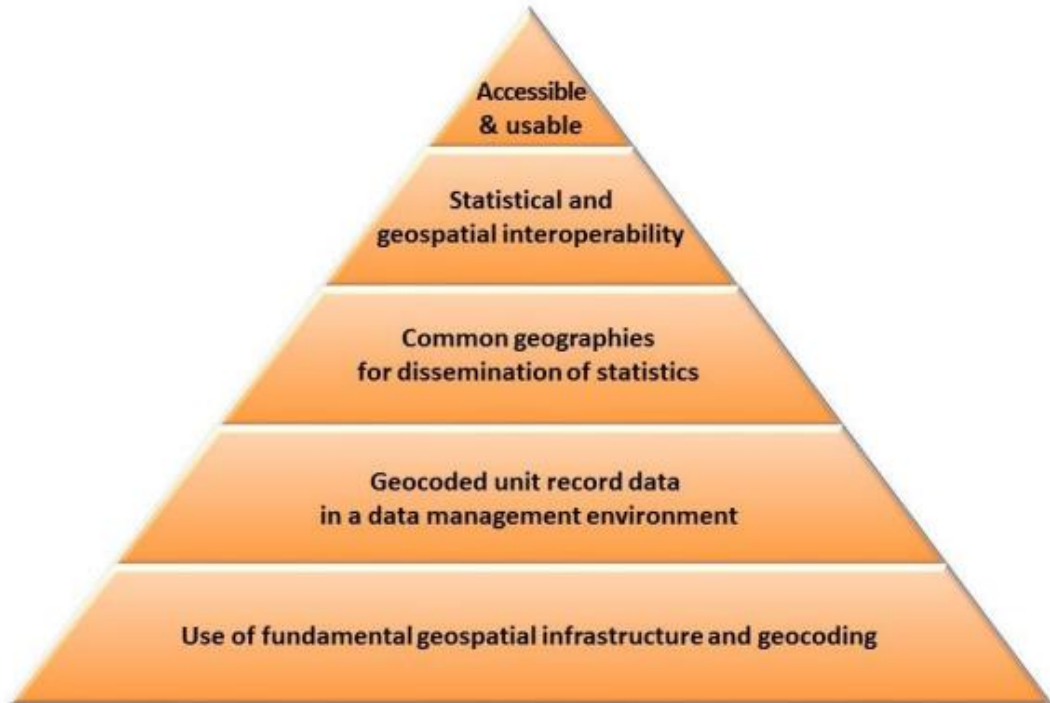 Accessible
& usable
Statistical and
geospatial interoperability
Common geographies
for dissemination of statistics
Geocoded unit record data
in a data management environment
Use of fundamental geospatial infrastructure and geocoding